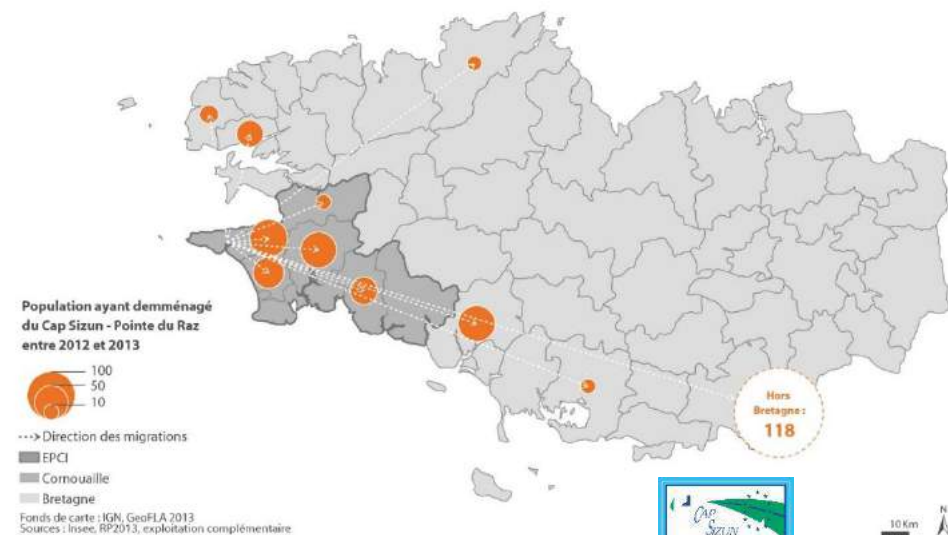 Population ayant demménagé
du Cap Sizun - Pointe du Raz
entre 2012 et 2013
100
50
10
Direction des migrations
EPCI
Cornouaille
Bretagne
Fonds de carte : IGN, GeoFLA 2013
Sources : Insee, RP2013, exploitation complémentaire
Hors
Bretagne :
118
CAP
SIZUN
10 Km
N